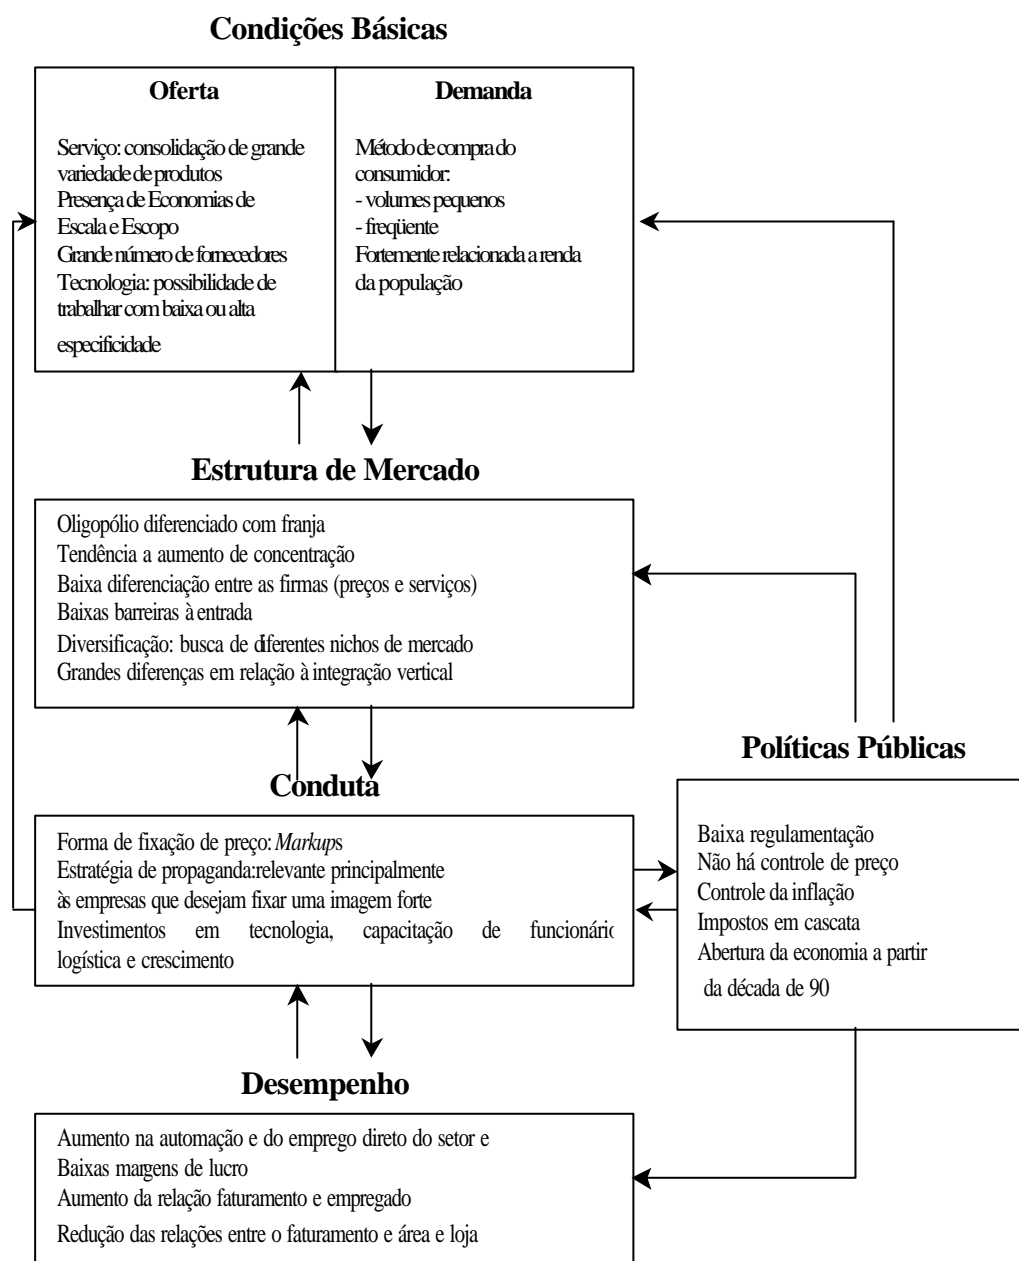 Condições Básicas
Oferta
Serviço: consolidação de grande
variedade de produtos
Presença de Economias de
Escala e Escopo
Grande número de fornecedores
Tecnologia: possibilidade de
trabalhar com baixa ou alta
especificidade
Demanda
Método de compra do
consumidor:
- volumes pequenos
- freqüente
Fortemente relacionada a renda
da população
Estrutura de Mercado
Oligopólio diferenciado com franja
Tendência a aumento de concentração
Baixa diferenciação entre as firmas (preços e serviços)
Baixas barreiras à entrada
Diversificação: busca de diferentes nichos de mercado
Grandes diferenças em relação à integração vertical
Conduta
Forma de fixação de preço: Markups
Estratégia de propaganda:relevante principalmente
às empresas que desejam fixar uma imagem forte
Investimentos em tecnologia, capacitação de funcionário
logística e crescimento
Políticas Públicas
Baixa regulamentação
Não há controle de preço
Controle da inflação
Impostos em cascata
Abertura da economia a partir
da década de 90
Desempenho
Aumento na automação e do emprego direto do setor e
Baixas margens de lucro
Aumento da relação faturamento e empregado
Redução das relações entre o faturamento e área e loja